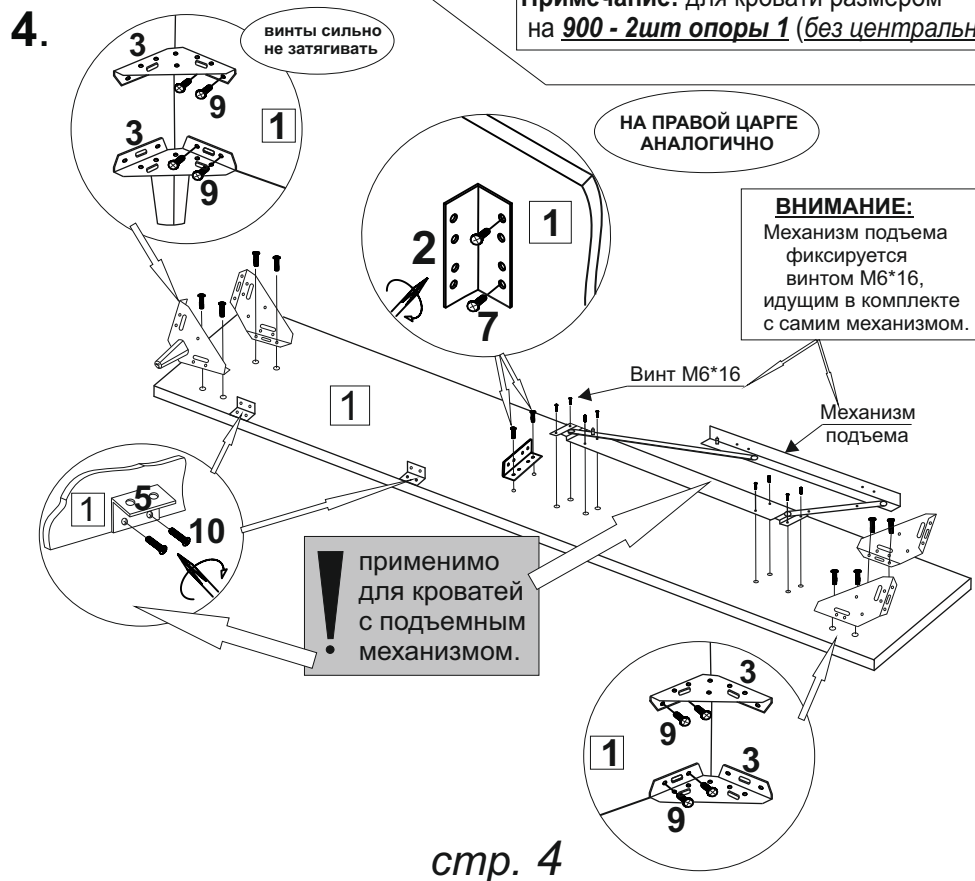 Примечание: для кровати размером
на 900 - 2шт опоры 1 (без централь
4.
винты сильно
не затягивать
3
9
1
3
9
НА ПРАВОЙ ЦАРГЕ
АНАЛОГИЧНО
1
2
7
ВНИМАНИЕ:
Механизм подъема
фиксируется
винтом М6*16,
идущим в комплекте
с самим механизмом.
Винт М6*16
1
Механизм
подъема
1
5
10
! применимо
для кроватей
с подъемным
механизмом.
3
9
1
3
9
стр. 4